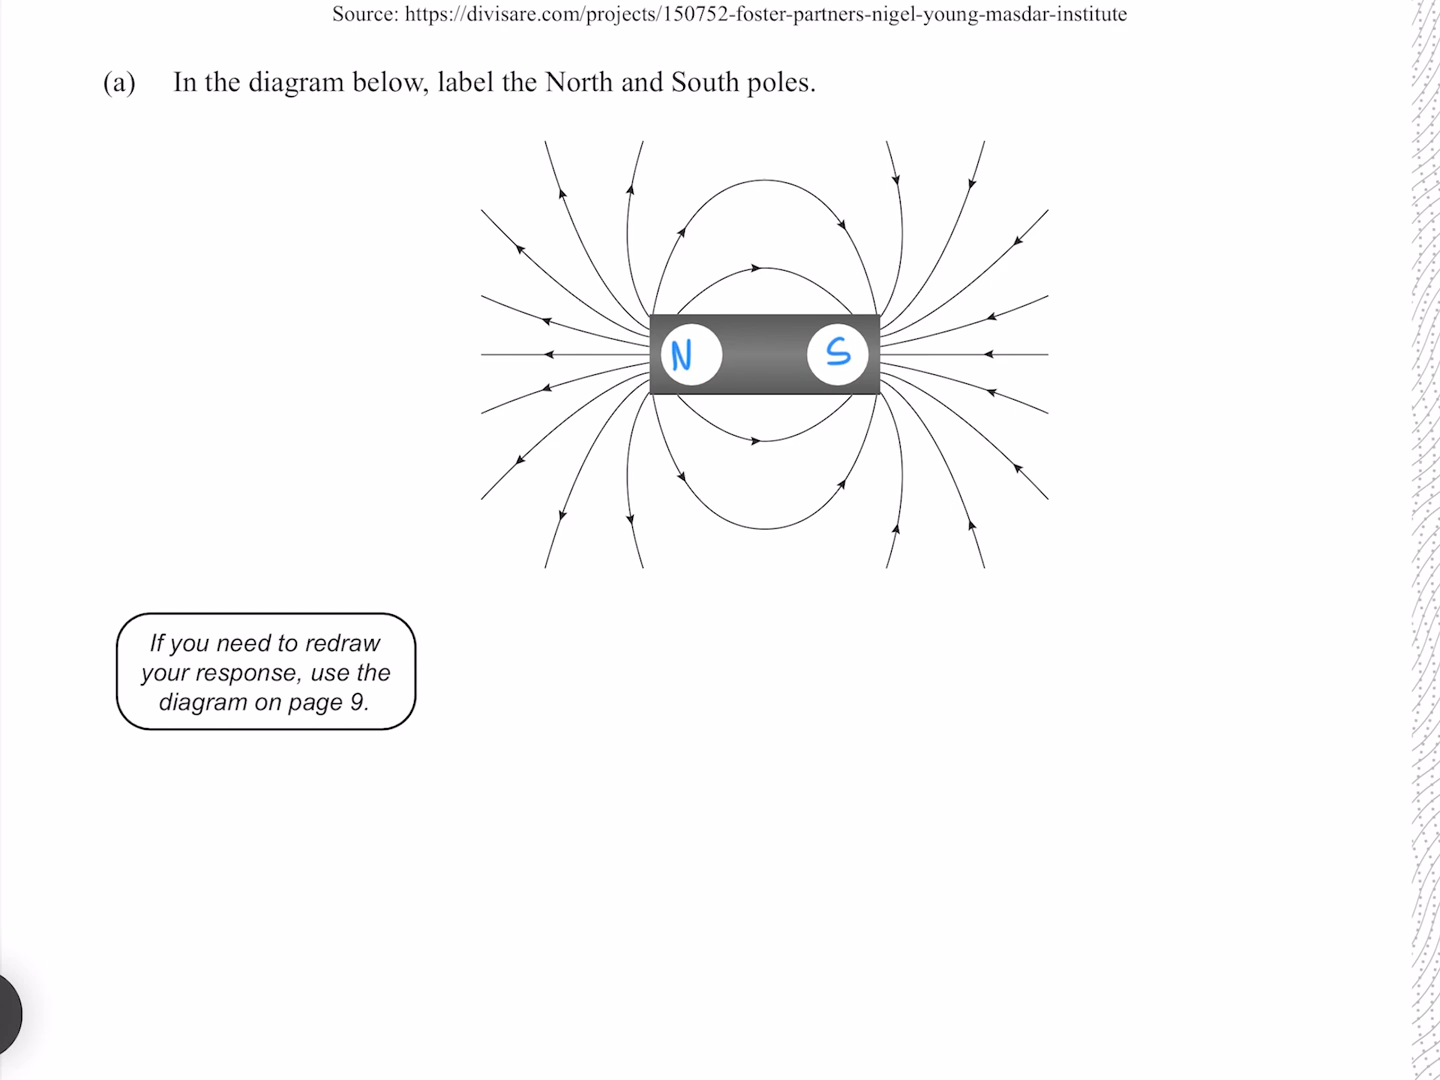 Source: https://divisare.com/projects/150752-foster-partners-nigel-young-masdar-institute
(a) In the diagram below, label the North and South poles.
N S
If you need to redraw
your response, use the
diagram on page 9.